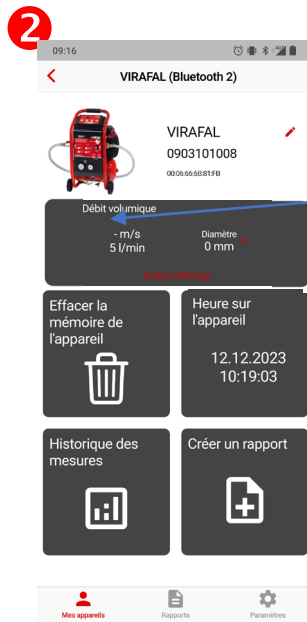 2
09:16
VIRAFAL (Bluetooth 2)
VIRAFAL
0903101008
00:06:66:6B:81:FB
Débit volumique
- m/s
5 l/min
Diamètre
0 mm ?
Effacer la
mémoire de
l'appareil
Heure sur
l'appareil
12.12.2023
10:19:03
Historique des
mesures
Créer un rapport
Mes appareils
Rapports
Paramètres